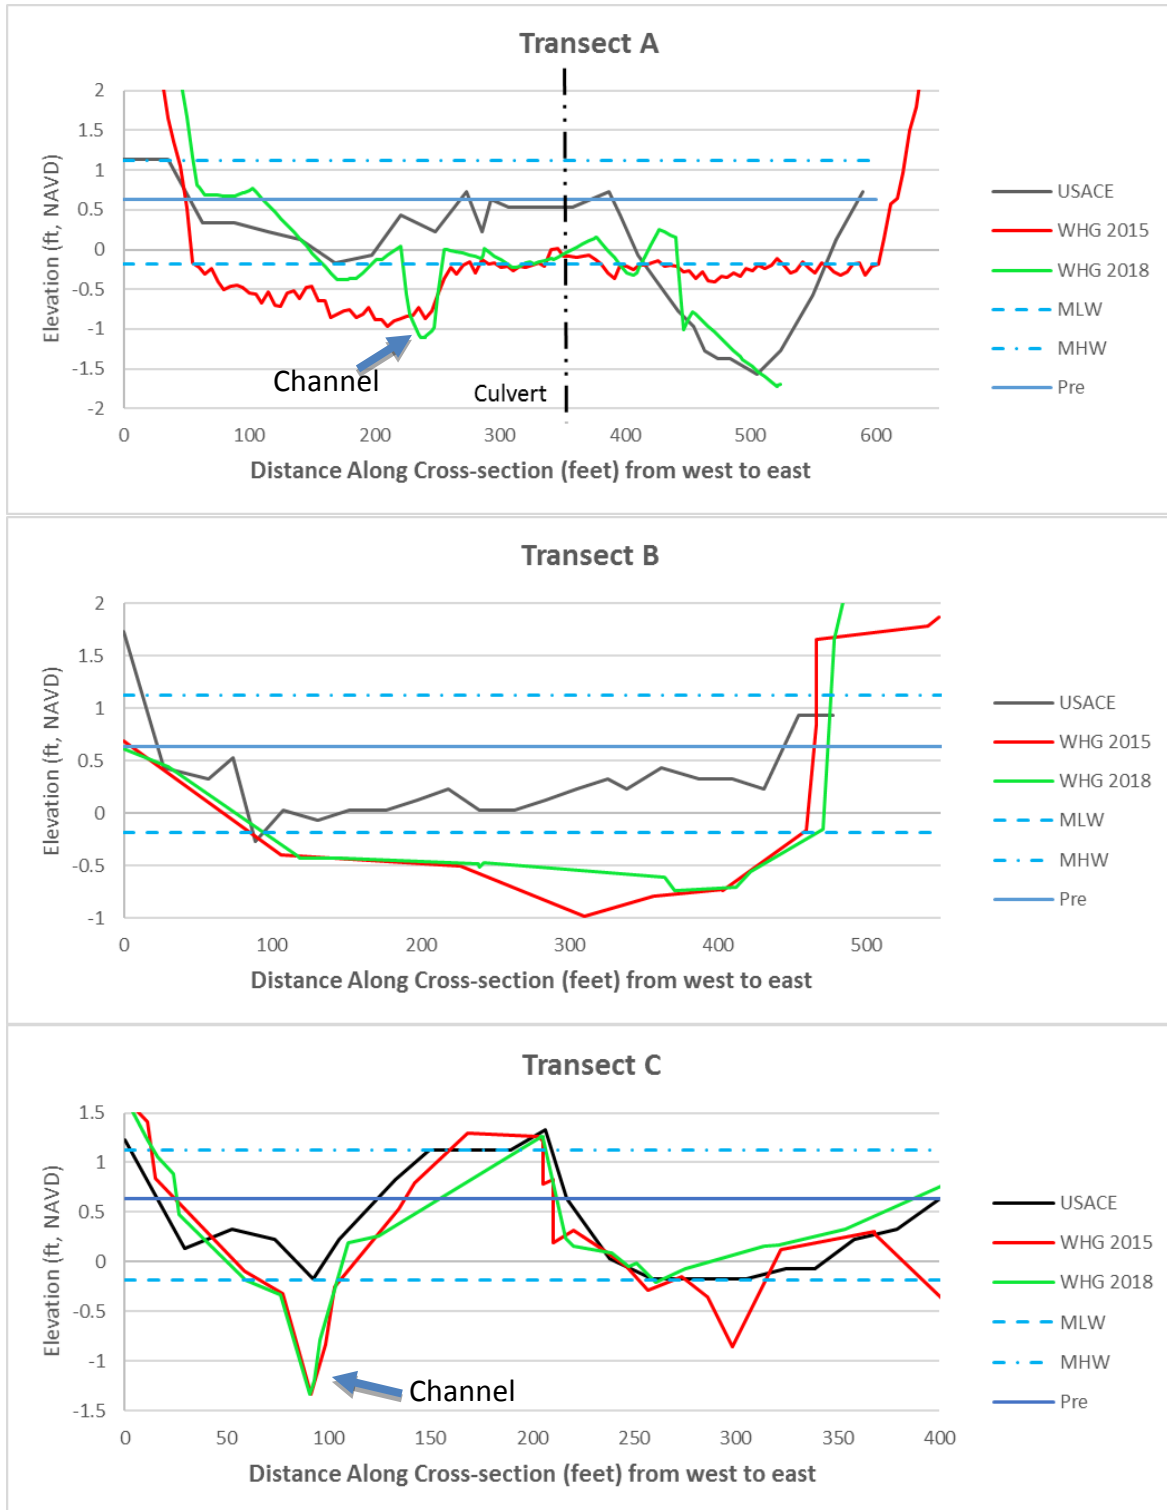 Transect A
Elevation (ft, NAVD)
2
1.5
1
0.5
0
-0.5
-1
-1.5
-2
Channel
Culvert
0 100 200 300 400 500 600
Distance Along Cross-section (feet) from west to east
USACE
WHG 2015
WHG 2018
MLW
MHW
Pre
Transect B
Elevation (ft, NAVD)
2
1.5
1
0.5
0
-0.5
-1
0 100 200 300 400 500
Distance Along Cross-section (feet) from west to east
USACE
WHG 2015
WHG 2018
MLW
MHW
Pre
Transect C
Elevation (ft, NAVD)
1.5
1
0.5
0
-0.5
-1
-1.5
Channel
0 50 100 150 200 250 300 350 400
Distance Along Cross-section (feet) from west to east
USACE
WHG 2015
WHG 2018
MLW
MHW
Pre